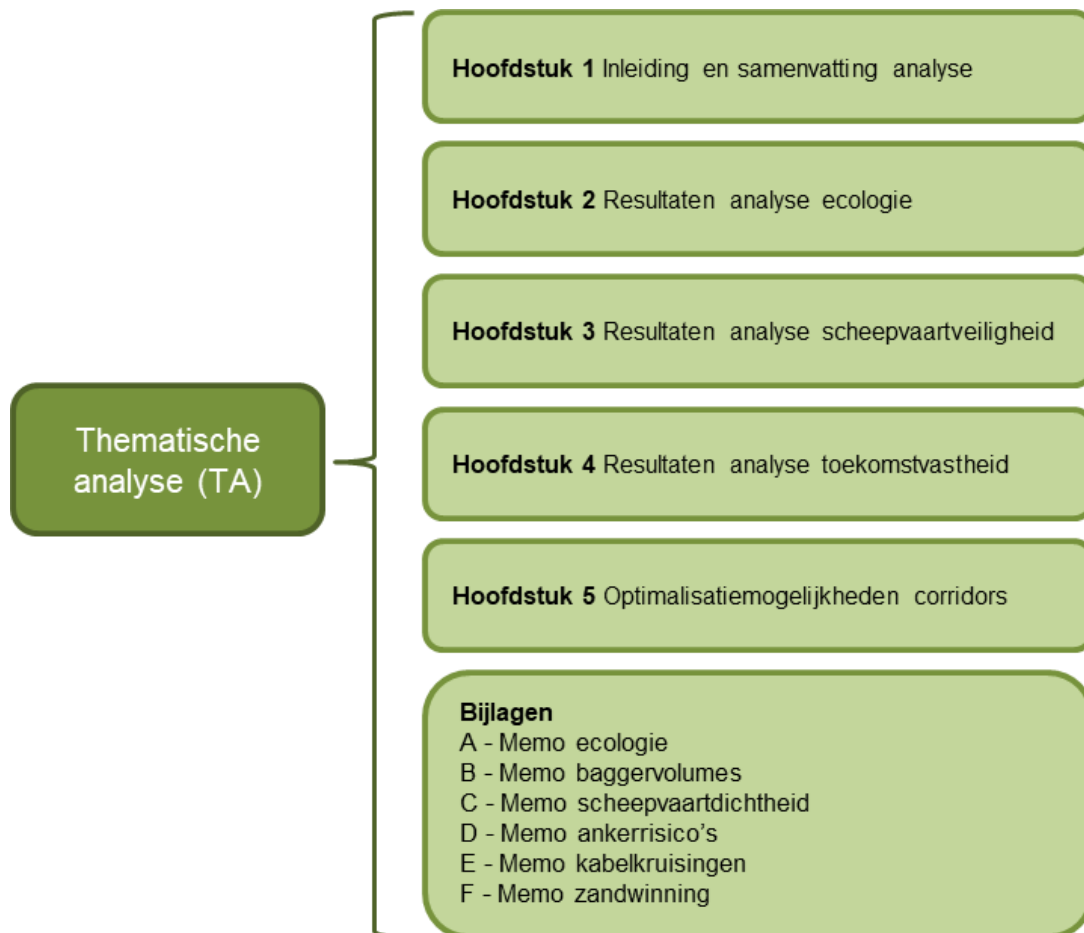 Thematische
analyse (TA)
Hoofdstuk 1 Inleiding en samenvatting analyse
Hoofdstuk 2 Resultaten analyse ecologie
Hoofdstuk 3 Resultaten analyse scheepvaartveiligheid
Hoofdstuk 4 Resultaten analyse toekomstvastheid
Hoofdstuk 5 Optimalisatiemogelijkheden corridors
Bijlagen
A - Memo ecologie
B - Memo baggervolumes
C - Memo scheepvaartdichtheid
D - Memo ankerrisico’s
E - Memo kabelkruisingen
F - Memo zandwinning